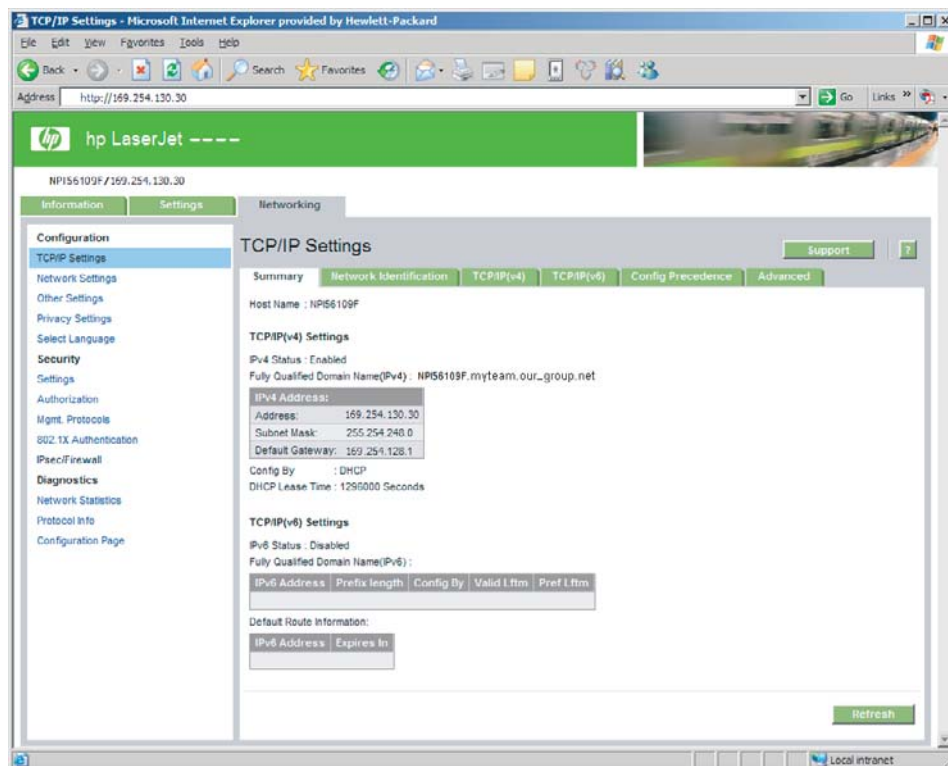 TCP/IP Settings - Microsoft Internet Explorer provided by Hewlett-Packard
File Edit View Favorites Tools Help
Back Search Favorites
Address http://169.254.130.30 Go Links »
hp hp LaserJet ----
NPI56109F/169.254.130.30
Information Settings Networking
Configuration
TCP/IP Settings
Network Settings
Other Settings
Privacy Settings
Select Language
Security
Settings
Authorization
Mgmt. Protocols
802.1X Authentication
IPsec/Firewall
Diagnostics
Network Statistics
Protocol Info
Configuration Page
TCP/IP Settings
Support ?
Summary Network Identification TCP/IP(v4) TCP/IP(v6) Config Precedence Advanced
Host Name : NPI56109F
TCP/IP(v4) Settings
IPv4 Status : Enabled
Fully Qualified Domain Name(IPv4) : NPI56109F.myteam.our_group.net
IPv4 Address:
Address: 169.254.130.30
Subnet Mask: 255.254.248.0
Default Gateway: 169.254.128.1
Config By : DHCP
DHCP Lease Time : 1296000 Seconds
TCP/IP(v6) Settings
IPv6 Status : Disabled
Fully Qualified Domain Name(IPv6) :
IPv6 Address Prefix length Config By Valid Lftm Pref Lftm
Default Route Information:
IPv6 Address Expires In
Refresh
Local intranet